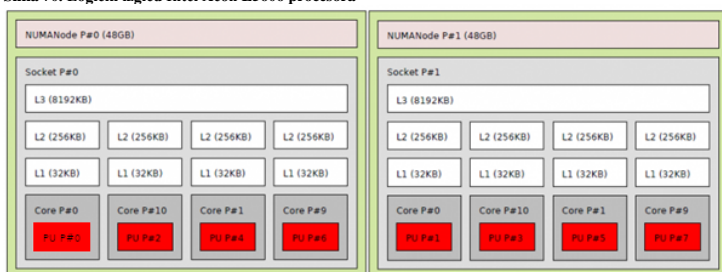 NUMANode P#0 (48GB)
Socket P#0
L3 (8192KB)
L2 (256KB) L2 (256KB) L2 (256KB) L2 (256KB)
L1 (32KB) L1 (32KB) L1 (32KB) L1 (32KB)
Core P#0 Core P#10 Core P#1 Core P#9
PU P#0 PU P#2 PU P#4 PU P#6
NUMANode P#1 (48GB)
Socket P#1
L3 (8192KB)
L2 (256KB) L2 (256KB) L2 (256KB) L2 (256KB)
L1 (32KB) L1 (32KB) L1 (32KB) L1 (32KB)
Core P#0 Core P#10 Core P#1 Core P#9
PU P#1 PU P#3 PU P#5 PU P#7